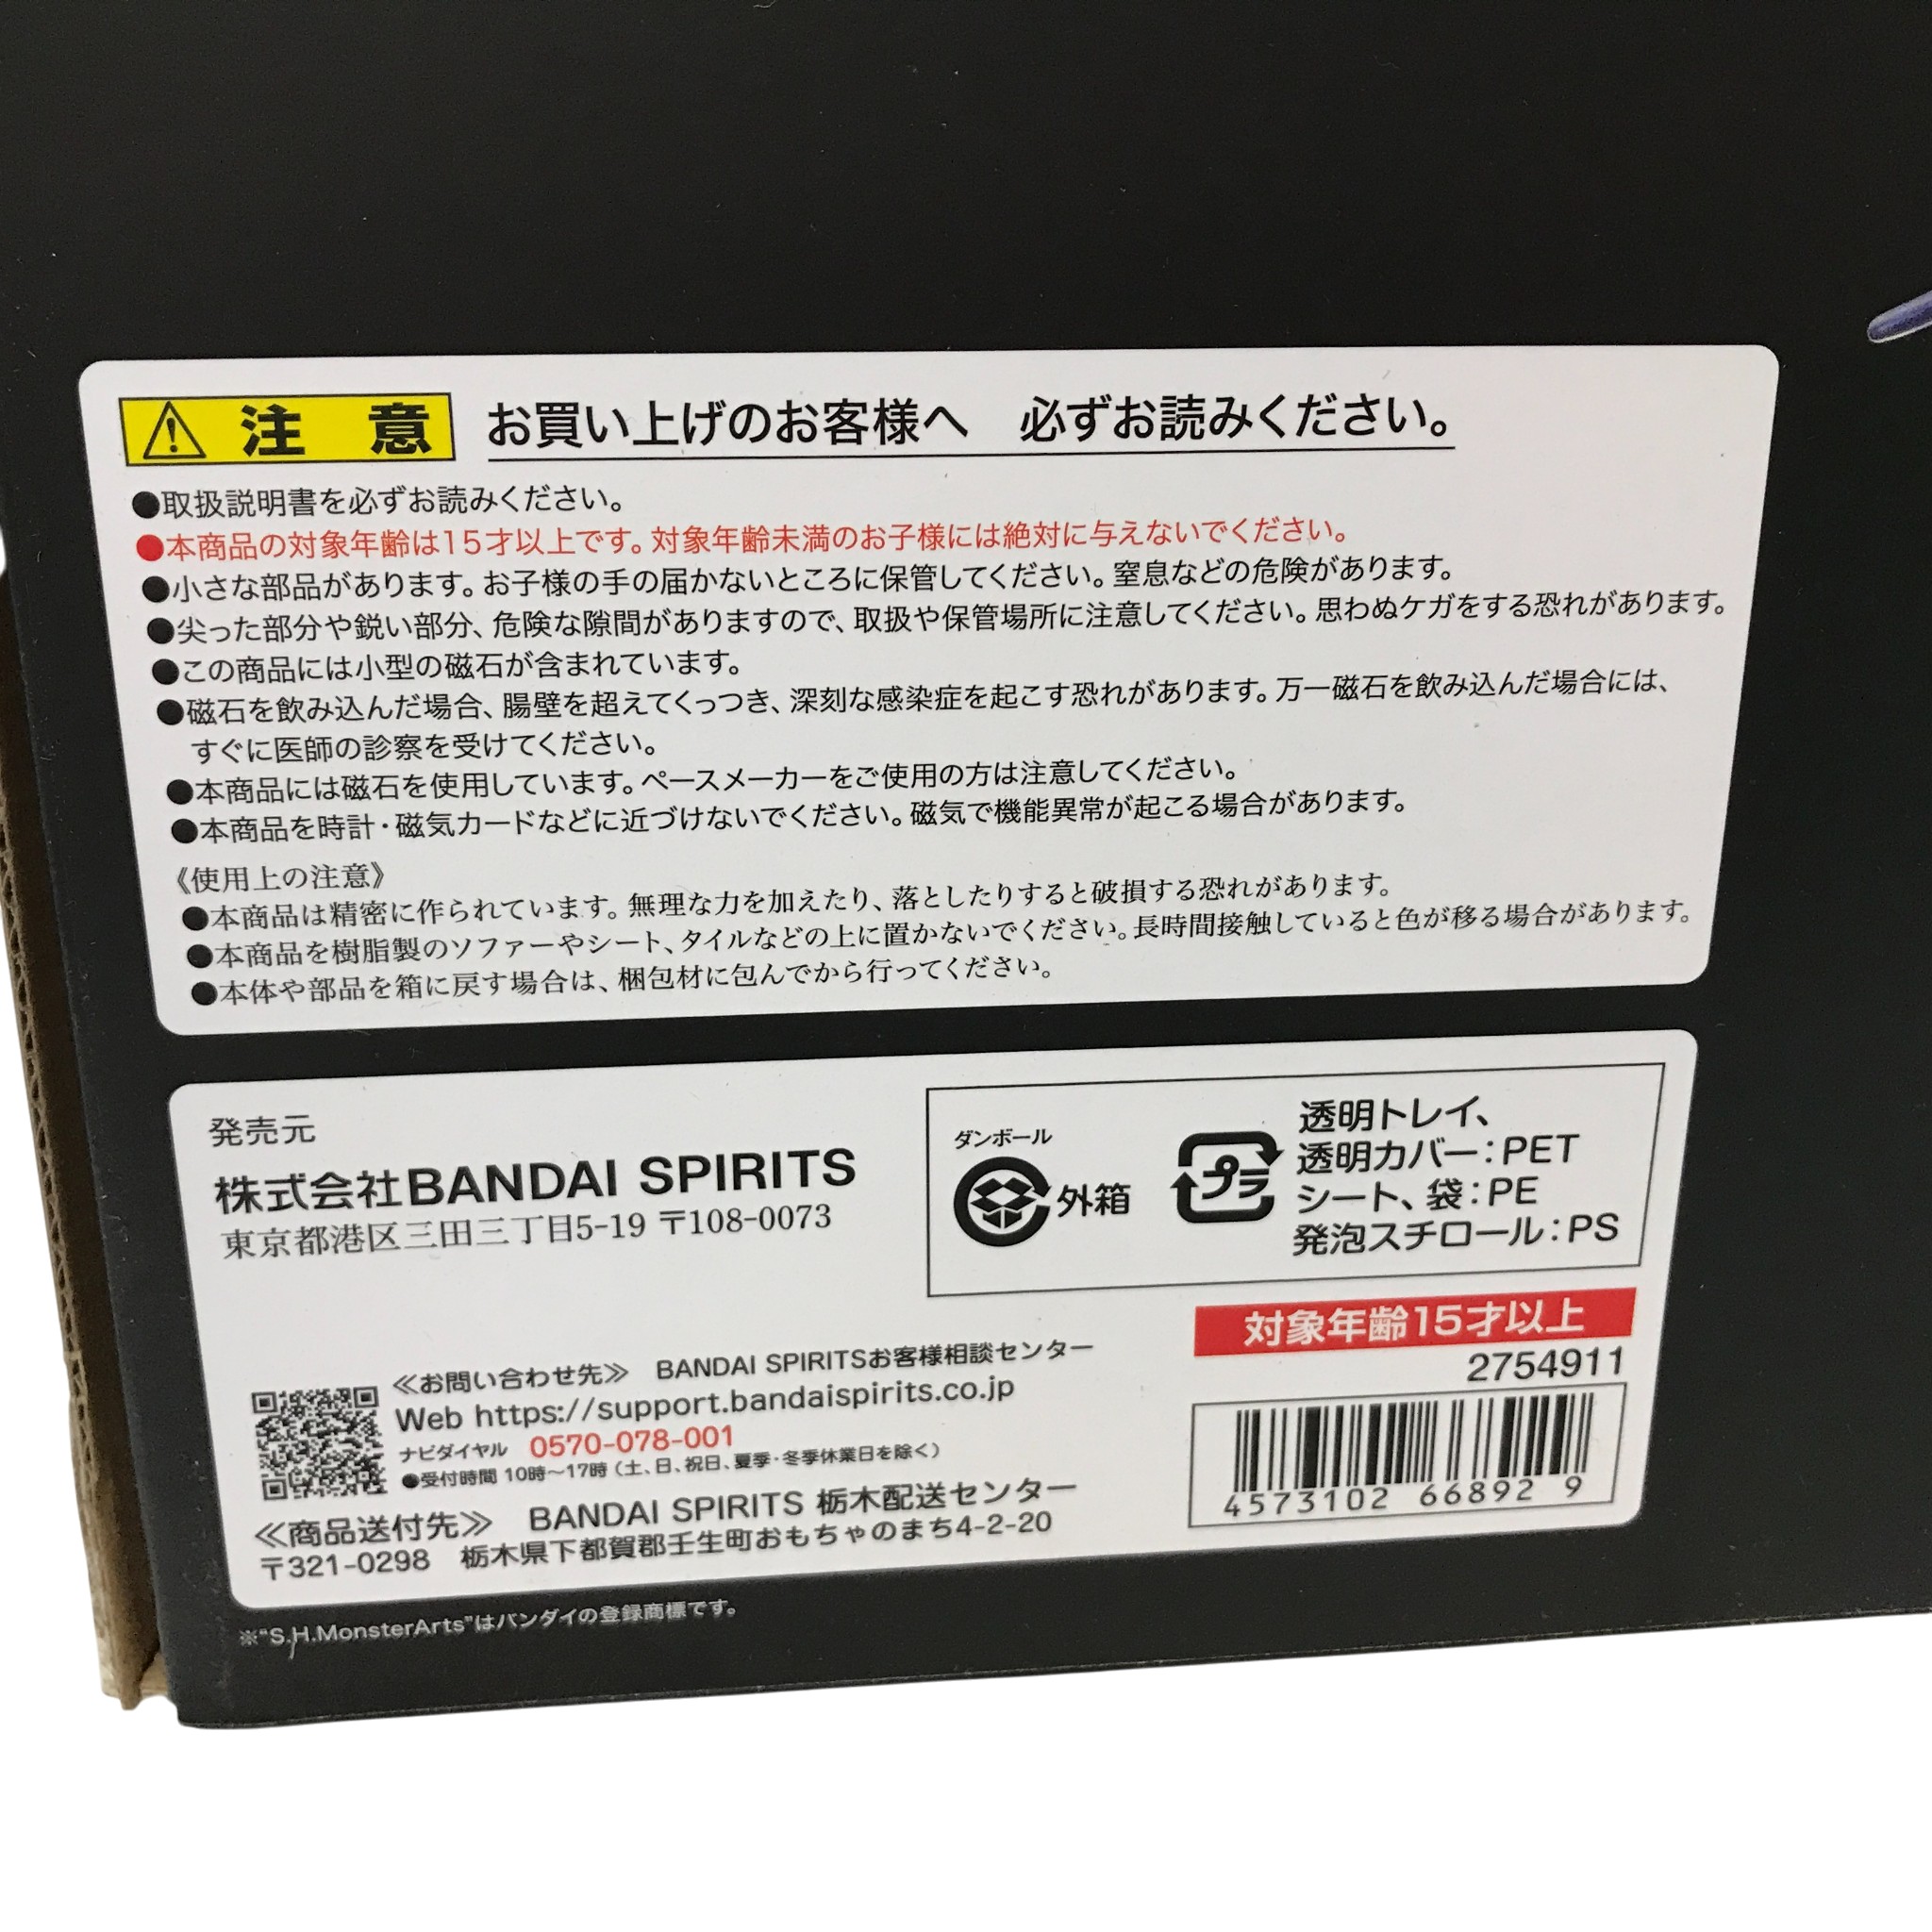 注 意 お買い上げのお客様へ 必ずお読みください。
●取扱説明書を必ずお読みください。
●本商品の対象年齢は15才以上です。対象年齢未満のお子様には絶対に与えないでください。
●小さな部品があります。お子様の手の届かないところに保管してください。窒息などの危険があります。
●尖った部分や鋭い部分、危険な隙間がありますので、取扱や保管場所に注意してください。思わぬケガをする恐れがあります。
●この商品には小型の磁石が含まれています。
●磁石を飲み込んだ場合、腸壁を超えてくっつき、深刻な感染症を起こす恐れがあります。万一磁石を飲み込んだ場合には、
すぐに医師の診察を受けてください。
●本商品には磁石を使用しています。ペースメーカーをご使用の方は注意してください。
●本商品を時計・磁気カードなどに近づけないでください。磁気で機能異常が起こる場合があります。
《使用上の注意》
●本商品は精密に作られています。無理な力を加えたり、落としたりすると破損する恐れがあります。
●本商品を樹脂製のソファーやシート、タイルなどの上に置かないでください。長時間接触していると色が移る場合があります。
●本体や部品を箱に戻す場合は、梱包材に包んでから行ってください。
発売元
株式会社BANDAI SPIRITS
東京都港区三田三丁目5-19 〒108-0073
ダンボール
外箱
プラ
透明トレイ、
透明カバー：PET
シート、袋：PE
発泡スチロール：PS
対象年齢15才以上
2754911
4573102 66892 9
≪お問い合わせ先≫ BANDAI SPIRITSお客様相談センター
Web https://support.bandaispirits.co.jp
ナビダイヤル 0570-078-001
●受付時間 10時～17時（土、日、祝日、夏季・冬季休業日を除く）
≪商品送付先≫ BANDAI SPIRITS 栃木配送センター
〒321-0298 栃木県下都賀郡壬生町おもちゃのまち4-2-20
※“S.H.MonsterArts”はバンダイの登録商標です。